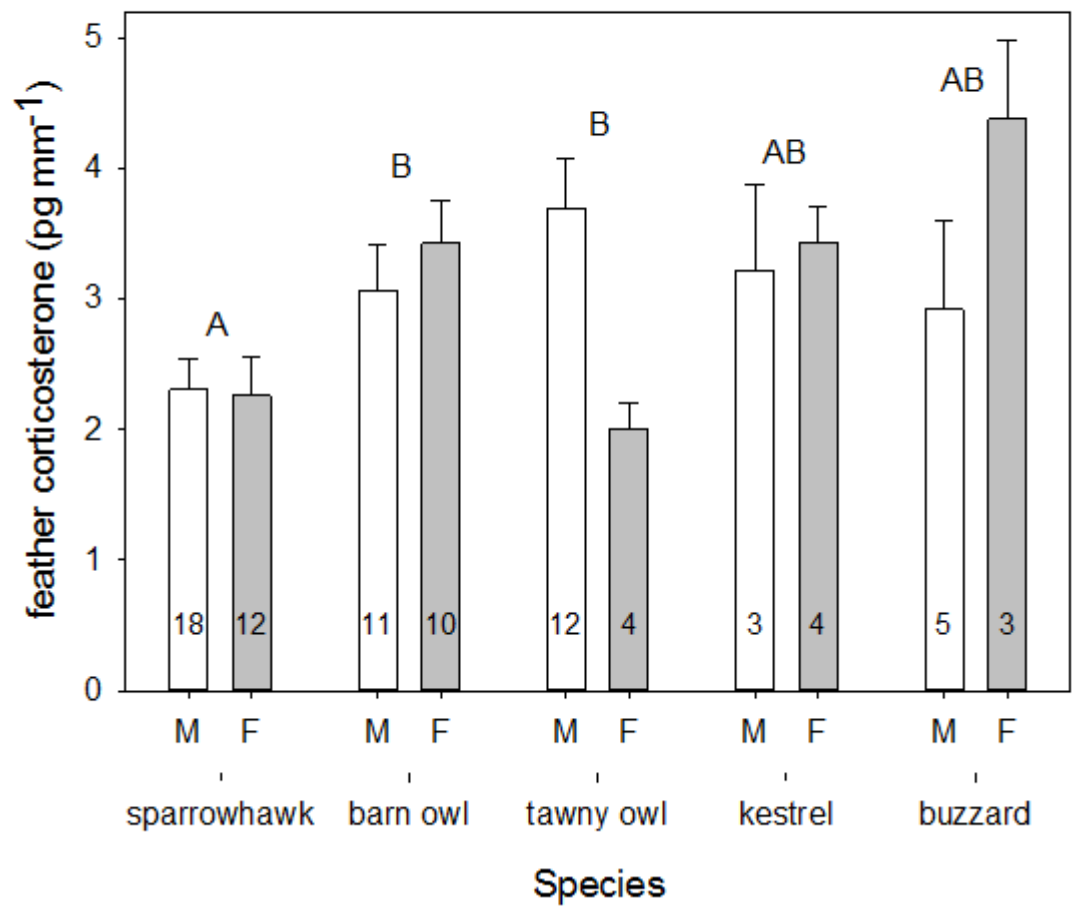 feather corticosterone (pg mm⁻¹)
5
4
3
2
1
0
A
B
B
AB
AB
18 12 11 10 12 4 3 4 5 3
M F M F M F M F M F
sparrowhawk barn owl tawny owl kestrel buzzard
Species